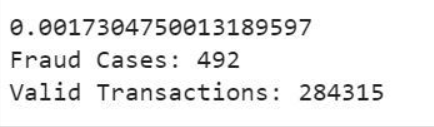 0.0017304750013189597
Fraud Cases: 492
Valid Transactions: 284315